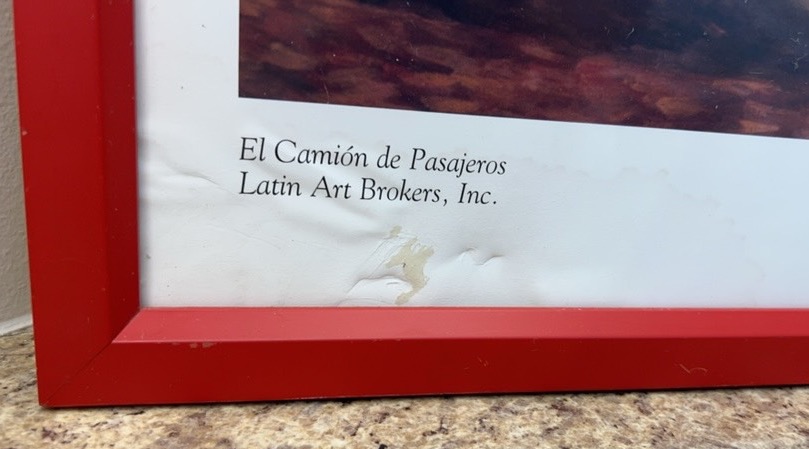 El Camión de Pasajeros
Latin Art Brokers, Inc.